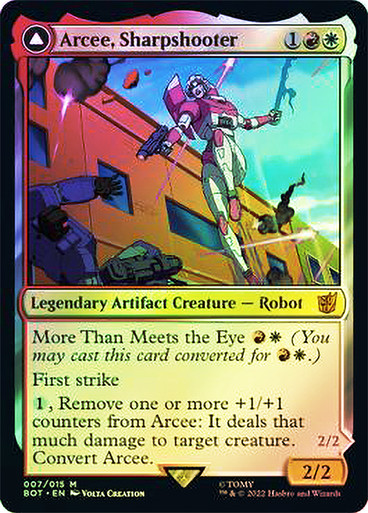 Arcee, Sharpshooter 1
Legendary Artifact Creature — Robot
More Than Meets the Eye (You
may cast this card converted for .)
First strike
1, Remove one or more +1/+1
counters from Arcee: It deals that
much damage to target creature. 2/2
Convert Arcee.
2/2
007/015 M
BOT • EN Volta Creation
©TOMY
™ & © 2022 Hasbro and Wizards